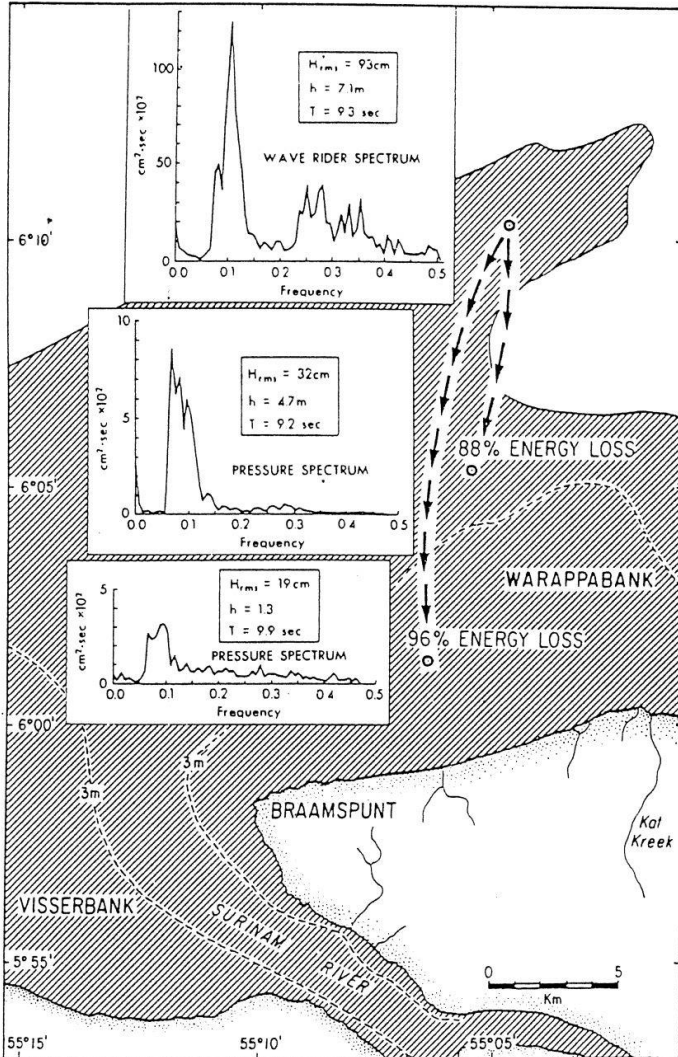 H rms = 93cm
h = 7.1m
T = 9.3 sec
WAVE RIDER SPECTRUM
cm²·sec ×10²
100
50
0
0.0 0.1 0.2 0.3 0.4 0.5
Frequency
6°10'
10
5
0
cm²·sec ×10²
H rms = 32cm
h = 4.7m
T = 9.2 sec
PRESSURE SPECTRUM
0.0 0.1 0.2 0.3 0.4 0.5
Frequency
88% ENERGY LOSS
6°05'
WARAPPABANK
5
0
cm²·sec ×10²
H rms = 19cm
h = 1.3
T = 9.9 sec
PRESSURE SPECTRUM
0.0 0.1 0.2 0.3 0.4 0.5
Frequency
96% ENERGY LOSS
6°00'
3m
3m
BRAAMSPUNT
Kat
Kreek
VISSERBANK
SURINAM
RIVER
5°55'
0 5
Km
55°15' 55°10' 55°05'